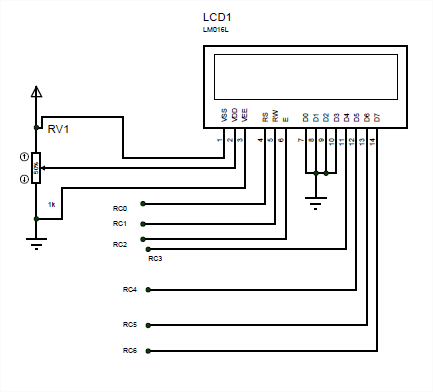 LCD1
LM016L
RV1
50%
1k
VSS
VDD
VEE
RS
RW
E
D0
D1
D2
D3
D4
D5
D6
D7
1
2
3
4
5
6
7
8
9
10
11
12
13
14
RC0
RC1
RC2
RC3
RC4
RC5
RC6